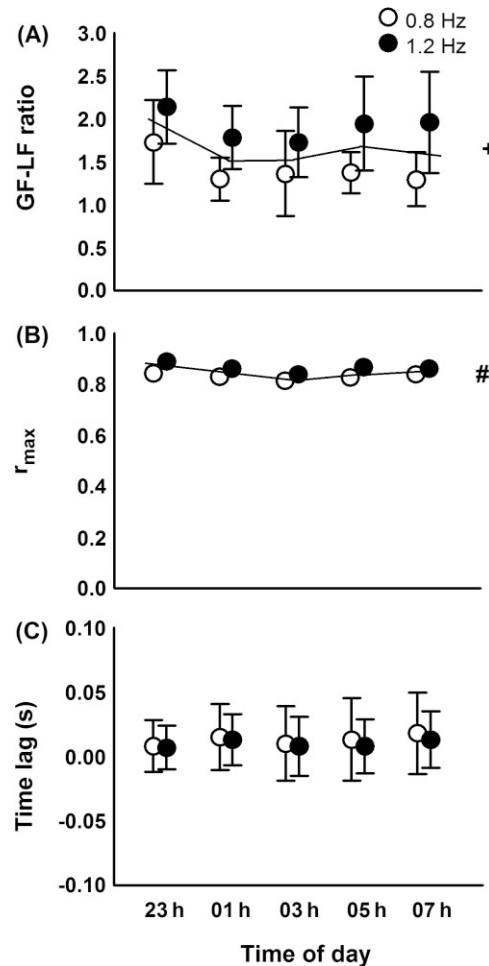 0.8 Hz
1.2 Hz
(A)
3.0
2.5
2.0
1.5
1.0
0.5
0.0
GF-LF ratio
+
(B)
1.0
0.8
0.6
0.4
0.2
0.0
r_max
#
(C)
0.10
0.05
0.00
-0.05
-0.10
Time lag (s)
23 h 01 h 03 h 05 h 07 h
Time of day